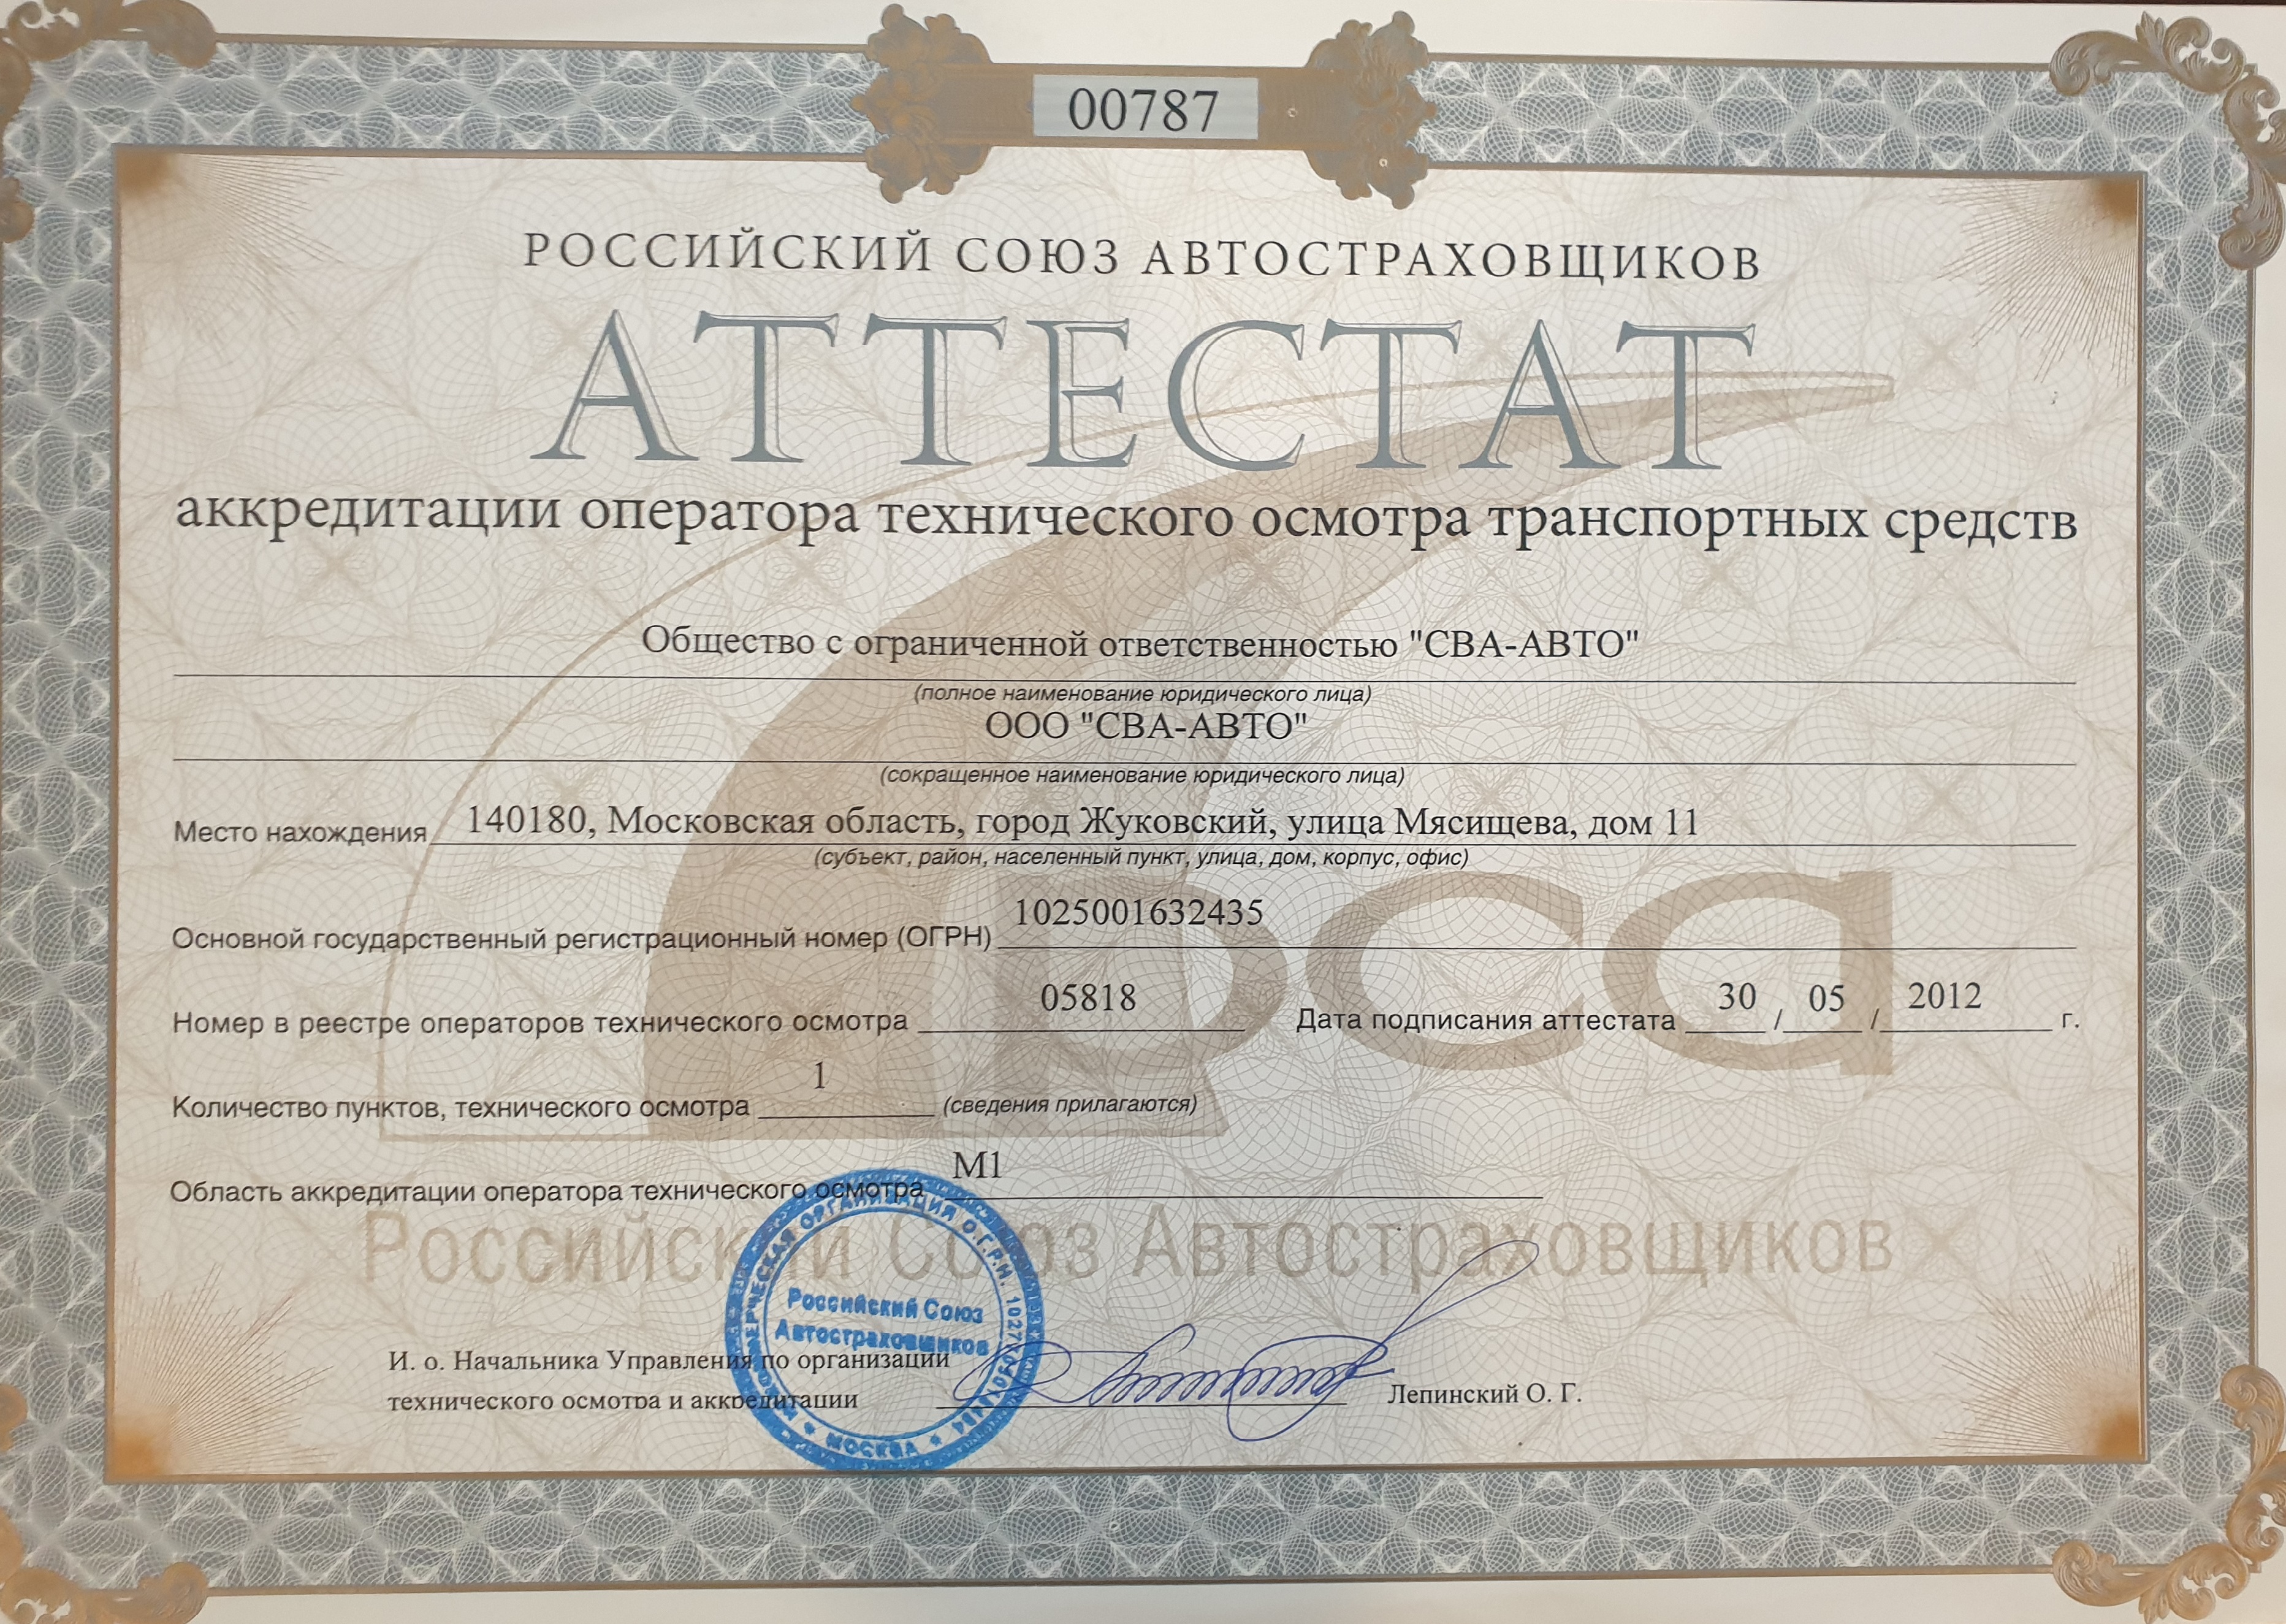 00787
РОССИЙСКИЙ СОЮЗ АВТОСТРАХОВЩИКОВ
АТТЕСТАТ
аккредитации оператора технического осмотра транспортных средств
Общество с ограниченной ответственностью "СВА-АВТО"
(полное наименование юридического лица)
ООО "СВА-АВТО"
(сокращенное наименование юридического лица)
Место нахождения 140180, Московская область, город Жуковский, улица Мясищева, дом 11
(субъект, район, населенный пункт, улица, дом, корпус, офис)
Основной государственный регистрационный номер (ОГРН) 1025001632435
Номер в реестре операторов технического осмотра 05818 Дата подписания аттестата 30 / 05 / 2012 г.
Количество пунктов, технического осмотра 1 (сведения прилагаются)
Область аккредитации оператора технического осмотра М1
рса
Российский Союз Автостраховщиков
ОРГАНИЗАЦИЯ О.Г.Р.Н.
Российский Союз
Автостраховщиков
* МОСКВА *
И. о. Начальника Управления по организации
технического осмотра и аккредитации
Лепинский О. Г.